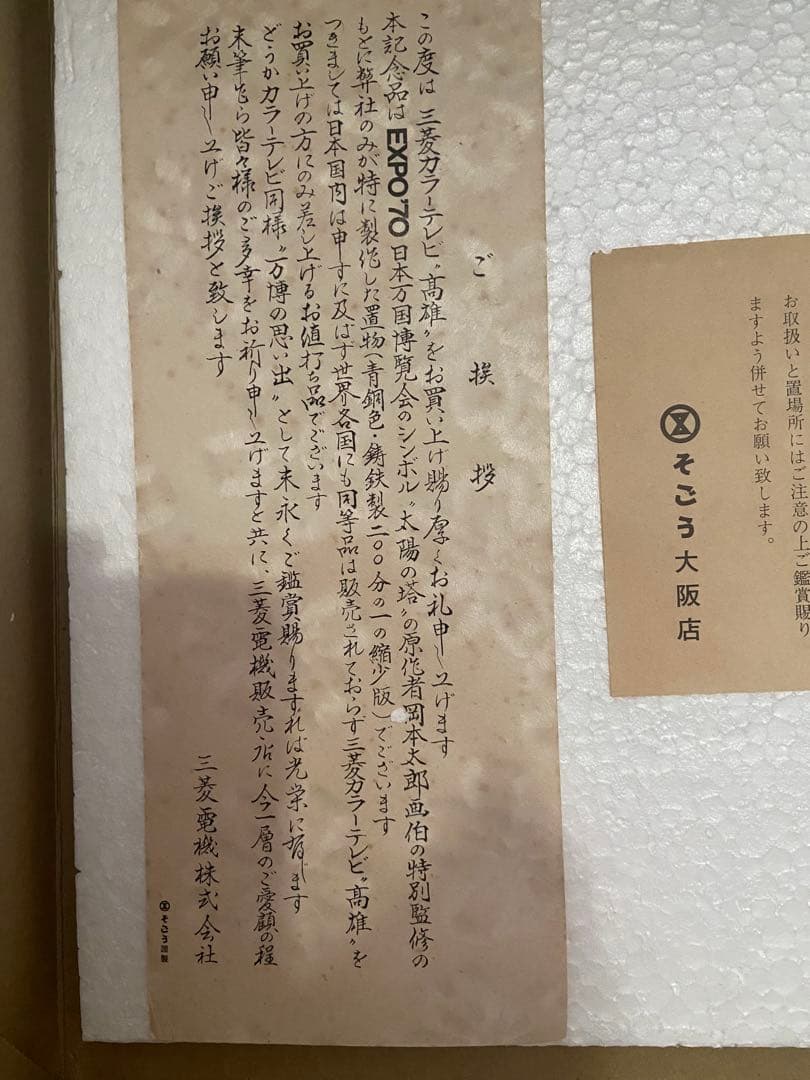 ご挨拶
この度は三菱カラーテレビ〝高雄〟をお買い上げ賜り厚くお礼申し上げます
本記念品はEXPO'70日本万国博覧会のシンボル〝太陽の塔〟の原作者岡本太郎画伯の特別監修の
もとに弊社のみが特に製作した置物(青銅色・鋳鉄製二〇〇分の一の縮少版)でございます
つきましては日本国内は申すに及ばず世界各国にも同等品は販売されておらず三菱カラーテレビ〝高雄〟を
お買い上げの方にのみ差し上げるお値打ち品でございます
どうかカラーテレビ同様〝万博の思い出〟として末永くご鑑賞賜りますれば光栄に存じます
末筆乍ら皆々様のご多幸をお祈り申し上げますと共に、三菱電機販売店に今一層のご愛顧の程
お願い申し上げご挨拶と致します
三菱電機株式会社
そごう謹製
お取扱いと置場所にはご注意の上ご鑑賞賜り
ますよう併せてお願い致します。
そごう大阪店